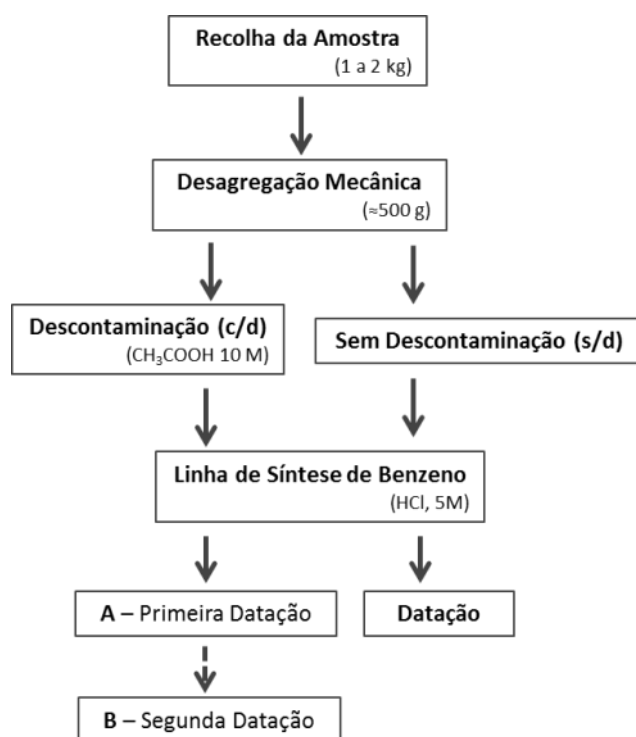 Recolha da Amostra
(1 a 2 kg)
Desagregação Mecânica
(≈500 g)
Descontaminação (c/d)
(CH₃COOH 10 M)
Sem Descontaminação (s/d)
Linha de Síntese de Benzeno
(HCl, 5M)
A – Primeira Datação
Datação
B – Segunda Datação